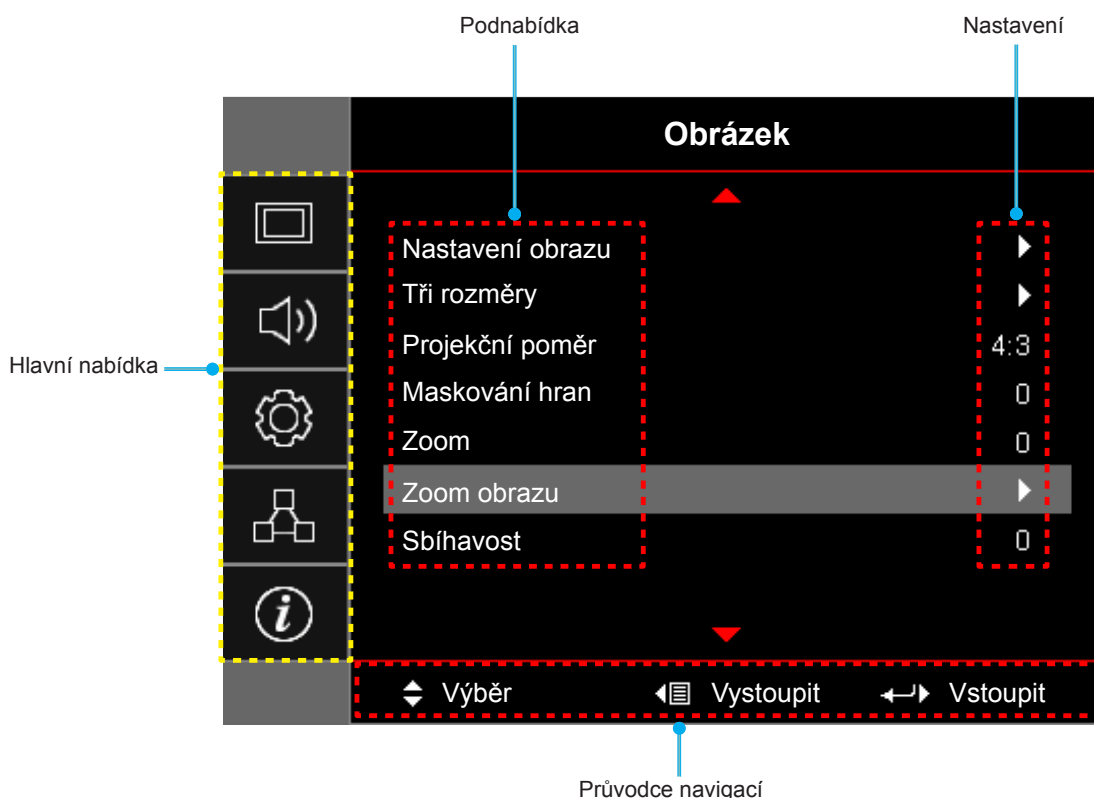 Podnabídka Nastavení
Obrázek
Nastavení obrazu
Tři rozměry
Projekční poměr 4:3
Hlavní nabídka
Maskování hran 0
Zoom 0
Zoom obrazu
Sbíhavost 0
i
Výběr Vystoupit Vstoupit
Průvodce navigací